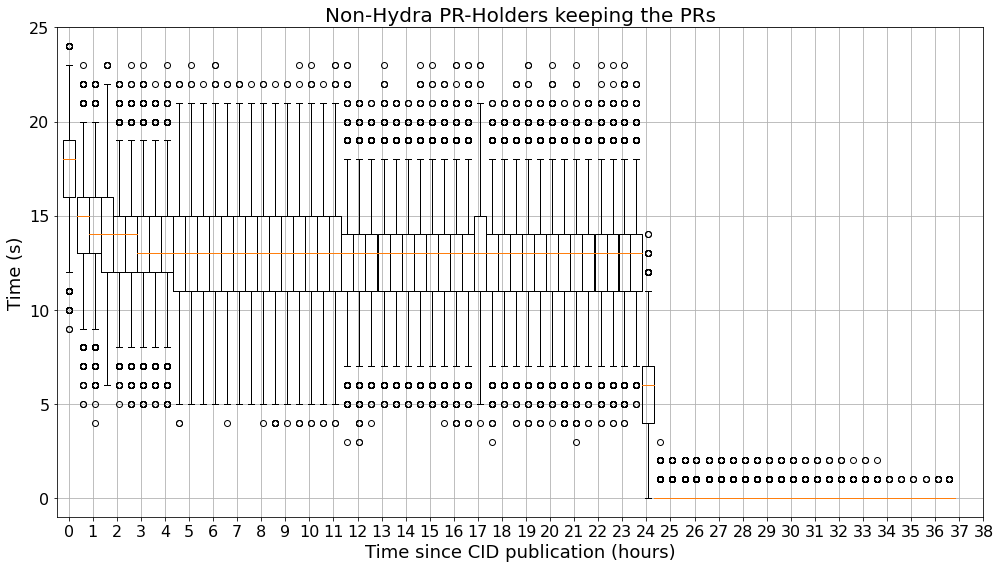 Non-Hydra PR-Holders keeping the PRs
25
20
15
10
5
0
Time (s)
0 1 2 3 4 5 6 7 8 9 10 11 12 13 14 15 16 17 18 19 20 21 22 23 24 25 26 27 28 29 30 31 32 33 34 35 36 37 38
Time since CID publication (hours)